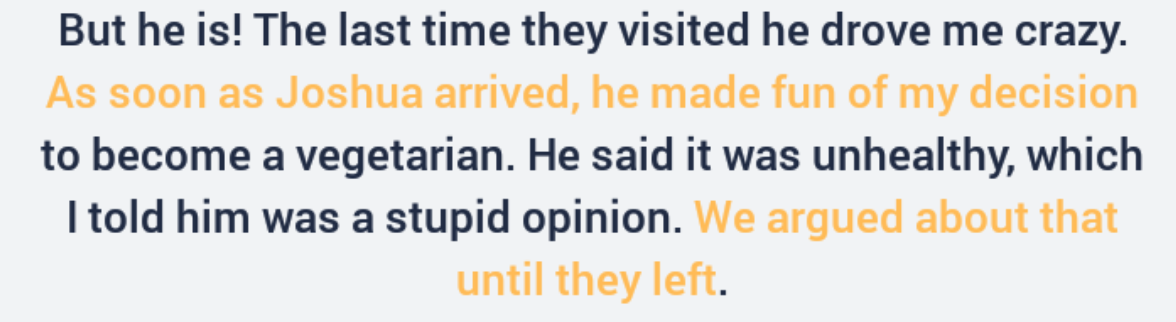 But he is! The last time they visited he drove me crazy.
As soon as Joshua arrived, he made fun of my decision
to become a vegetarian. He said it was unhealthy, which
I told him was a stupid opinion. We argued about that
until they left.